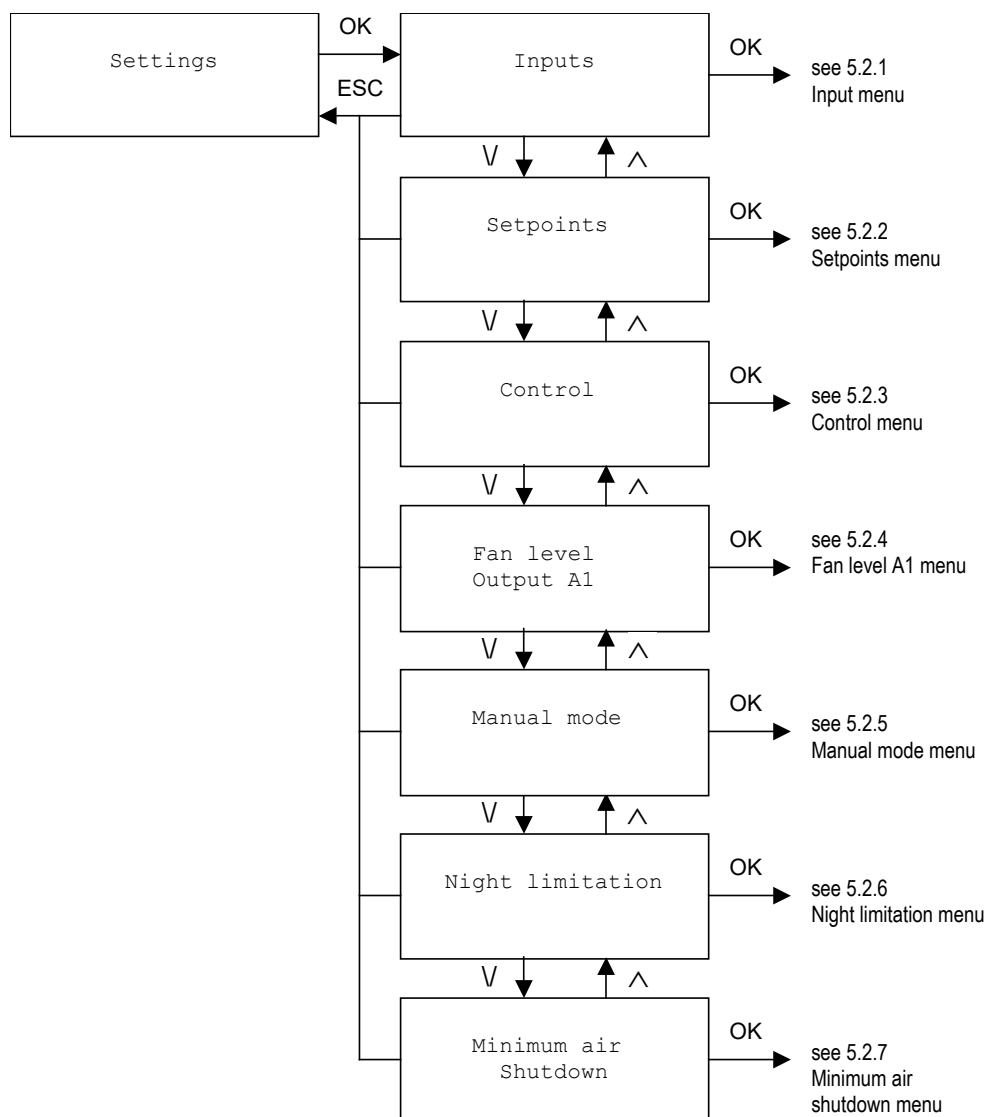 Settings
OK
ESC
Inputs
OK
see 5.2.1
Input menu
\/ /\
Setpoints
OK
see 5.2.2
Setpoints menu
\/ /\
Control
OK
see 5.2.3
Control menu
\/ /\
Fan level
Output A1
OK
see 5.2.4
Fan level A1 menu
\/ /\
Manual mode
OK
see 5.2.5
Manual mode menu
\/ /\
Night limitation
OK
see 5.2.6
Night limitation menu
\/ /\
Minimum air
Shutdown
OK
see 5.2.7
Minimum air
shutdown menu